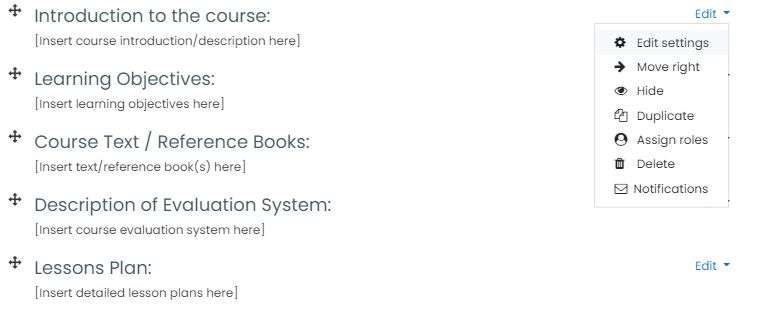 Introduction to the course:
Edit
[Insert course introduction/description here]
Edit settings
Move right
Hide
Duplicate
Assign roles
Delete
Notifications
Learning Objectives:
[Insert learning objectives here]
Course Text / Reference Books:
[Insert text/reference book(s) here]
Description of Evaluation System:
[Insert course evaluation system here]
Lessons Plan:
Edit
[Insert detailed lesson plans here]